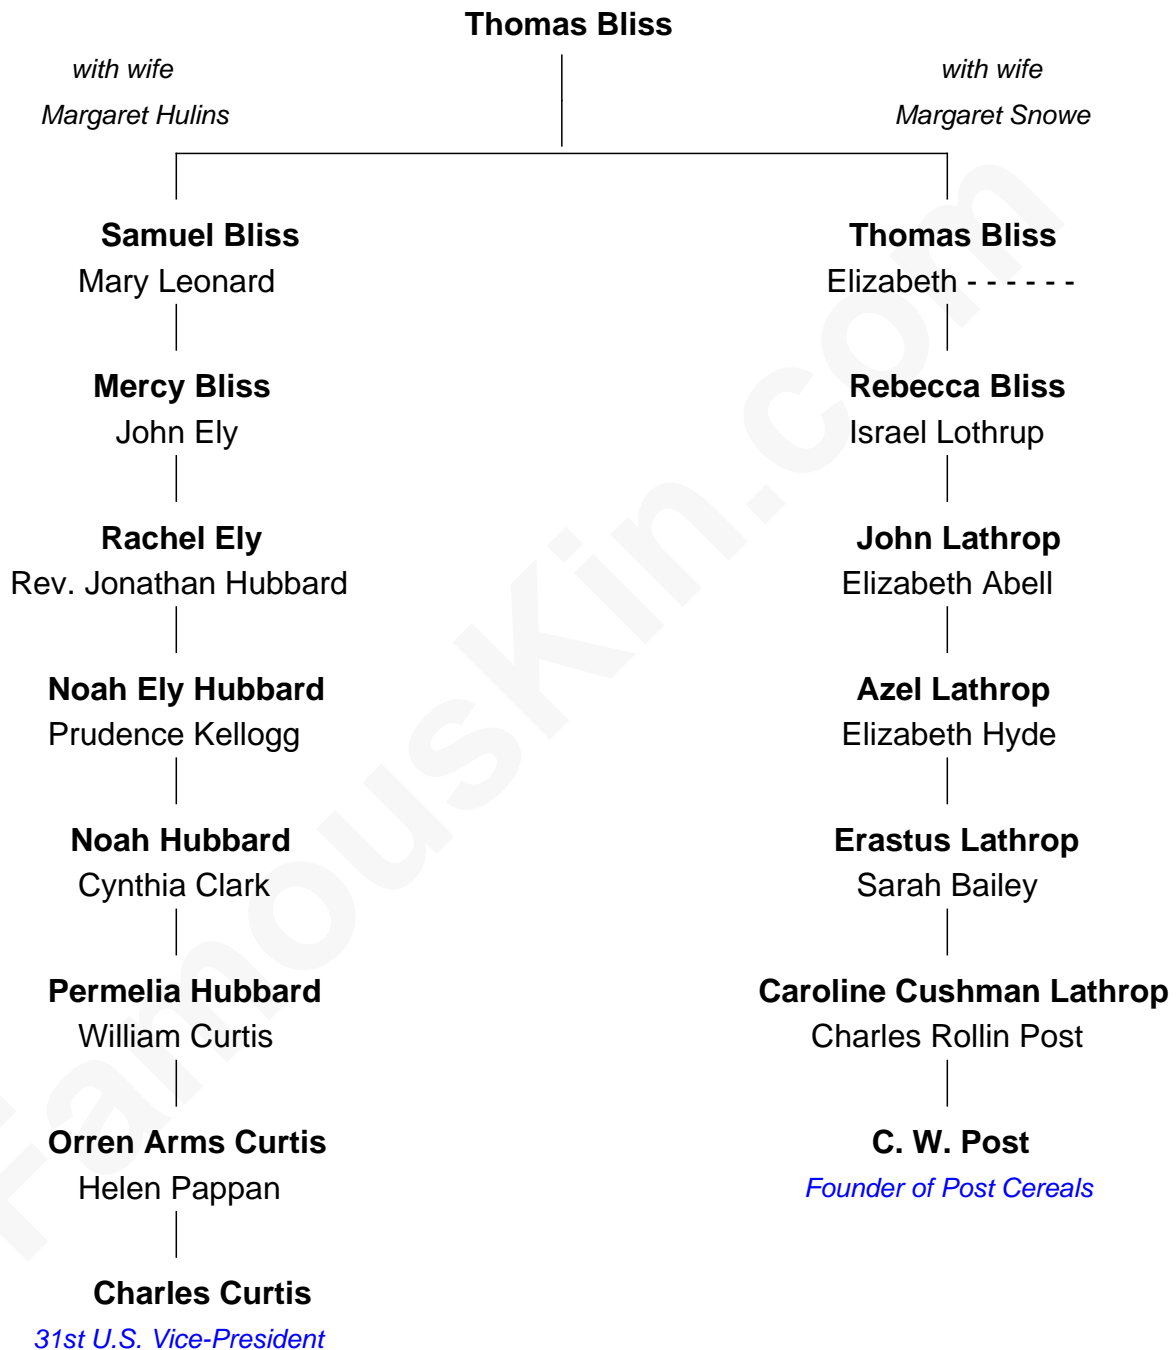 Thomas Bliss
with wife
Margaret Hulins
with wife
Margaret Snowe
Samuel Bliss
Mary Leonard
Thomas Bliss
Elizabeth - - - - - -
Mercy Bliss
John Ely
Rebecca Bliss
Israel Lothrup
Rachel Ely
Rev. Jonathan Hubbard
John Lathrop
Elizabeth Abell
Noah Ely Hubbard
Prudence Kellogg
Azel Lathrop
Elizabeth Hyde
Noah Hubbard
Cynthia Clark
Erastus Lathrop
Sarah Bailey
Permelia Hubbard
William Curtis
Caroline Cushman Lathrop
Charles Rollin Post
Orren Arms Curtis
Helen Pappan
C. W. Post
Founder of Post Cereals
Charles Curtis
31st U.S. Vice-President
FamousKin.com